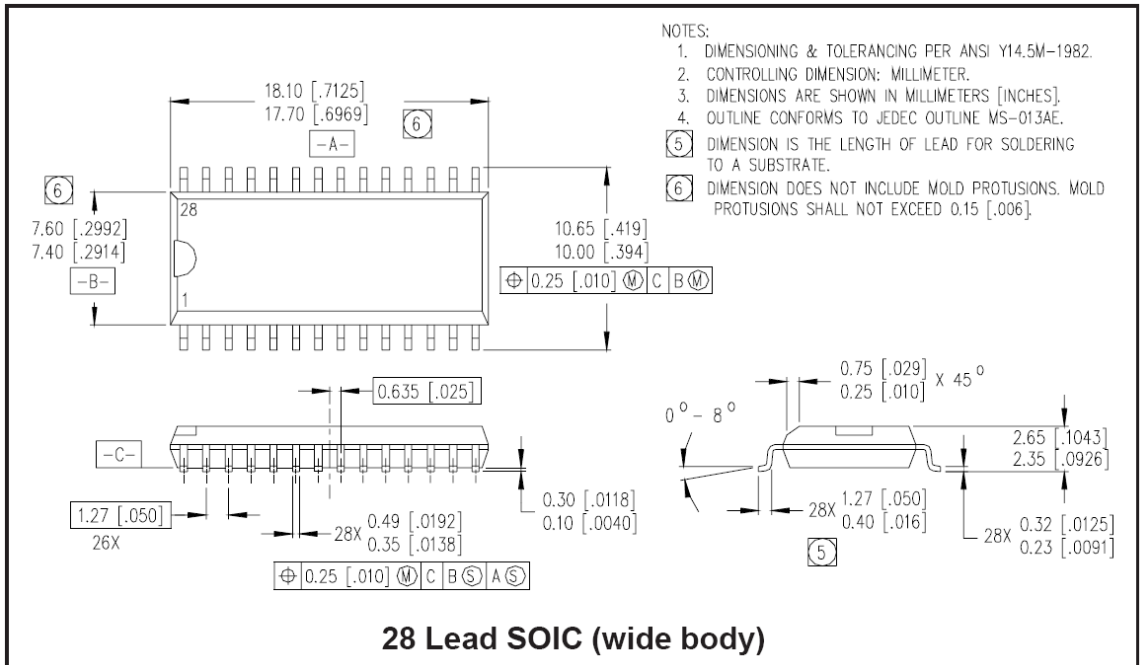 NOTES:
1. DIMENSIONING & TOLERANCING PER ANSI Y14.5M-1982.
2. CONTROLLING DIMENSION: MILLIMETER.
3. DIMENSIONS ARE SHOWN IN MILLIMETERS [INCHES].
4. OUTLINE CONFORMS TO JEDEC OUTLINE MS-013AE.
5 DIMENSION IS THE LENGTH OF LEAD FOR SOLDERING
TO A SUBSTRATE.
6 DIMENSION DOES NOT INCLUDE MOLD PROTUSIONS. MOLD
PROTUSIONS SHALL NOT EXCEED 0.15 [.006].
18.10 [.7125]
17.70 [.6969]
6
-A-
6
7.60 [.2992]
7.40 [.2914]
-B-
28
1
10.65 [.419]
10.00 [.394]
⌖ 0.25 [.010] Ⓜ C B Ⓜ
0.635 [.025]
-C-
1.27 [.050]
26X
28X 0.49 [.0192]
0.35 [.0138]
⌖ 0.25 [.010] Ⓜ C B Ⓢ A Ⓢ
0.30 [.0118]
0.10 [.0040]
0.75 [.029]
0.25 [.010] X 45°
0° - 8°
2.65 [.1043]
2.35 [.0926]
28X 1.27 [.050]
0.40 [.016]
5
28X 0.32 [.0125]
0.23 [.0091]
28 Lead SOIC (wide body)